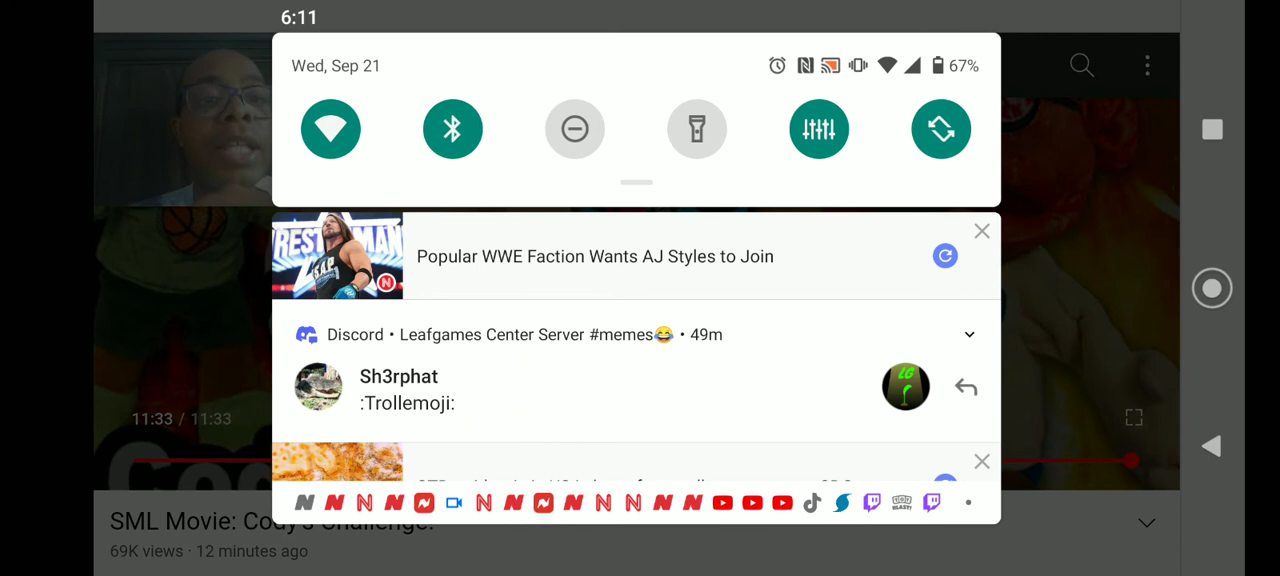 6:11
Wed, Sep 21
67%
Popular WWE Faction Wants AJ Styles to Join
Discord • Leafgames Center Server #memes😂 • 49m
Sh3rphat
:Trollemoji:
LG
11:33 / 11:33
SML Movie: Cody's Challenge!
69K views · 12 minutes ago